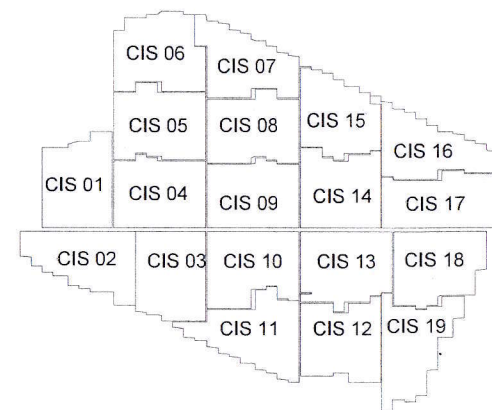 CIS 06
CIS 07
CIS 05
CIS 08
CIS 15
CIS 16
CIS 01
CIS 04
CIS 09
CIS 14
CIS 17
CIS 02
CIS 03
CIS 10
CIS 13
CIS 18
CIS 11
CIS 12
CIS 19